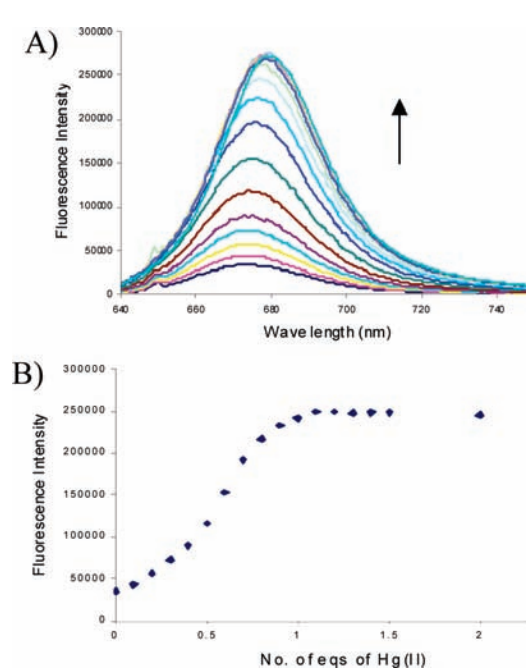 A)
300000
250000
200000
150000
100000
50000
0
Fluorescence Intensity
640 660 680 700 720 740
Wave length (nm)
B)
300000
250000
200000
150000
100000
50000
0
Fluorescence Intensity
0 0.5 1 1.5 2
No. of eqs of Hg(II)